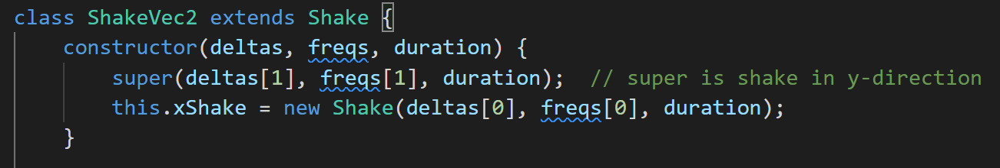 class ShakeVec2 extends Shake {
constructor(deltas, freqs, duration) {
super(deltas[1], freqs[1], duration);  // super is shake in y-direction
this.xShake = new Shake(deltas[0], freqs[0], duration);
}